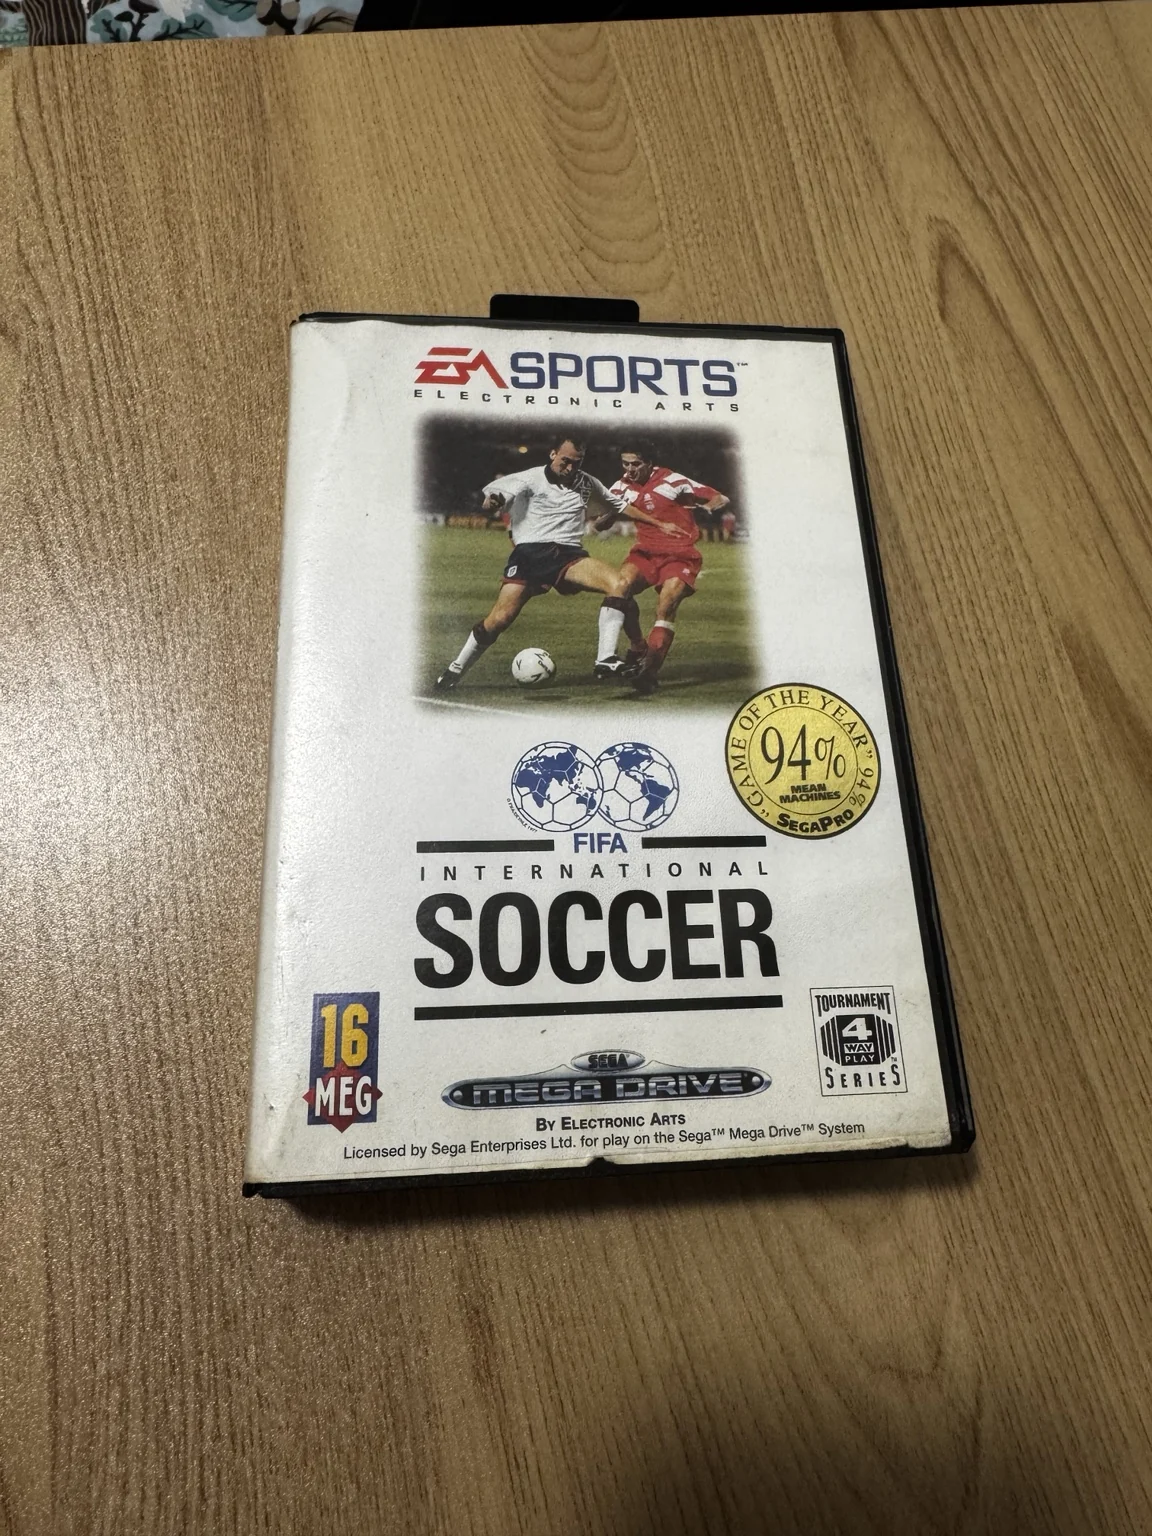 EA SPORTS™
ELECTRONIC ARTS
"GAME OF THE YEAR" 94%
94%
MEAN
MACHINES
SEGAPRO
FIFA
INTERNATIONAL
SOCCER
16
MEG
TOURNAMENT
4
WAY
PLAY™
SERIES
SEGA
MEGA DRIVE
BY ELECTRONIC ARTS
Licensed by Sega Enterprises Ltd. for play on the Sega™ Mega Drive™ System